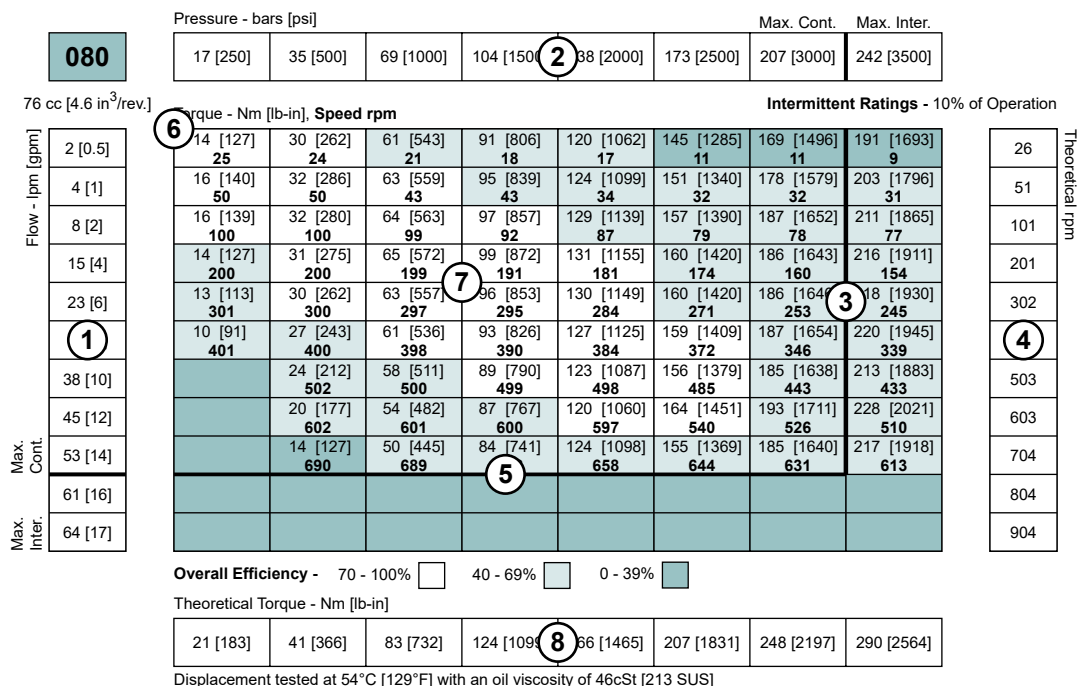 Pressure - bars [psi] Max. Cont. Max. Inter.
080 17 [250] 35 [500] 69 [1000] 104 [150 2 38 [2000] 173 [2500] 207 [3000] 242 [3500]
76 cc [4.6 in³/rev.] Torque - Nm [lb-in], Speed rpm Intermittent Ratings - 10% of Operation
6
Flow - lpm [gpm]
Theoretical rpm
2 [0.5] 14 [127] 30 [262] 61 [543] 91 [806] 120 [1062] 145 [1285] 169 [1496] 191 [1693] 26
25 24 21 18 17 11 11 9
4 [1] 16 [140] 32 [286] 63 [559] 95 [839] 124 [1099] 151 [1340] 178 [1579] 203 [1796] 51
50 50 43 43 34 32 32 31
8 [2] 16 [139] 32 [280] 64 [563] 97 [857] 129 [1139] 157 [1390] 187 [1652] 211 [1865] 101
100 100 99 92 87 79 78 77
15 [4] 14 [127] 31 [275] 65 [572] 99 [872] 131 [1155] 160 [1420] 186 [1643] 216 [1911] 201
200 200 199 7 191 181 174 160 154
23 [6] 13 [113] 30 [262] 63 [557] 96 [853] 130 [1149] 160 [1420] 186 [164 3 18 [1930] 302
301 300 297 295 284 271 253 245
1 10 [91] 27 [243] 61 [536] 93 [826] 127 [1125] 159 [1409] 187 [1654] 220 [1945] 4
401 400 398 390 384 372 346 339
38 [10] 24 [212] 58 [511] 89 [790] 123 [1087] 156 [1379] 185 [1638] 213 [1883] 503
502 500 499 498 485 443 433
45 [12] 20 [177] 54 [482] 87 [767] 120 [1060] 164 [1451] 193 [1711] 228 [2021] 603
602 601 600 597 540 526 510
Max. Cont.
53 [14] 14 [127] 50 [445] 84 [741] 124 [1098] 155 [1369] 185 [1640] 217 [1918] 704
690 689 5 658 644 631 613
61 [16] 804
Max. Inter.
64 [17] 904
Overall Efficiency - 70 - 100% 40 - 69% 0 - 39%
Theoretical Torque - Nm [lb-in]
21 [183] 41 [366] 83 [732] 124 [109 8 66 [1465] 207 [1831] 248 [2197] 290 [2564]
Displacement tested at 54°C [129°F] with an oil viscosity of 46cSt [213 SUS]